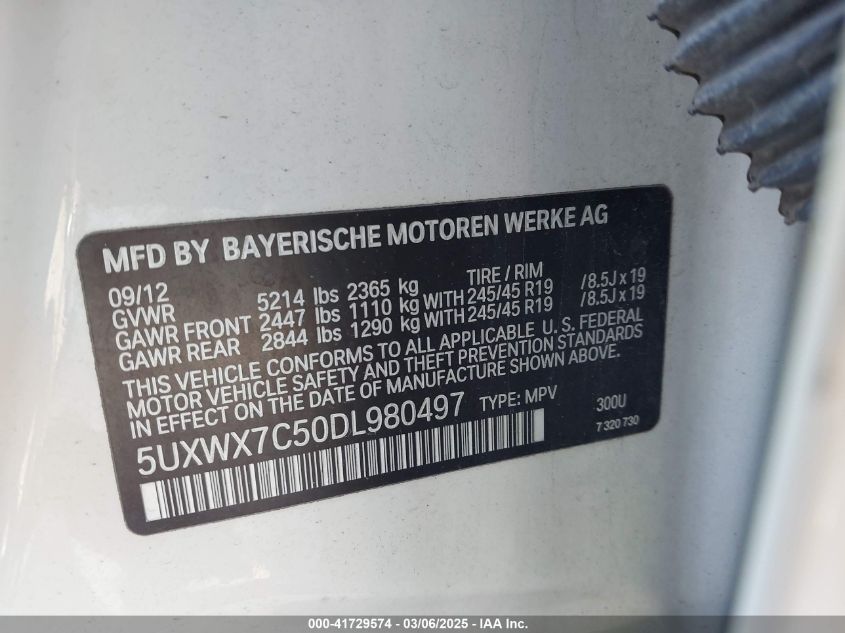 MFD BY BAYERISCHE MOTOREN WERKE AG
09/12 TIRE / RIM
GVWR 5214 lbs 2365 kg
GAWR FRONT 2447 lbs 1110 kg WITH 245/45 R19 / 8.5J x 19
GAWR REAR 2844 lbs 1290 kg WITH 245/45 R19 / 8.5J x 19
THIS VEHICLE CONFORMS TO ALL APPLICABLE U. S. FEDERAL
MOTOR VEHICLE SAFETY AND THEFT PREVENTION STANDARDS
IN EFFECT ON THE DATE OF MANUFACTURE SHOWN ABOVE.
5UXWX7C50DL980497 TYPE: MPV 300U
7 320 730
000-41729574 - 03/06/2025 - IAA Inc.